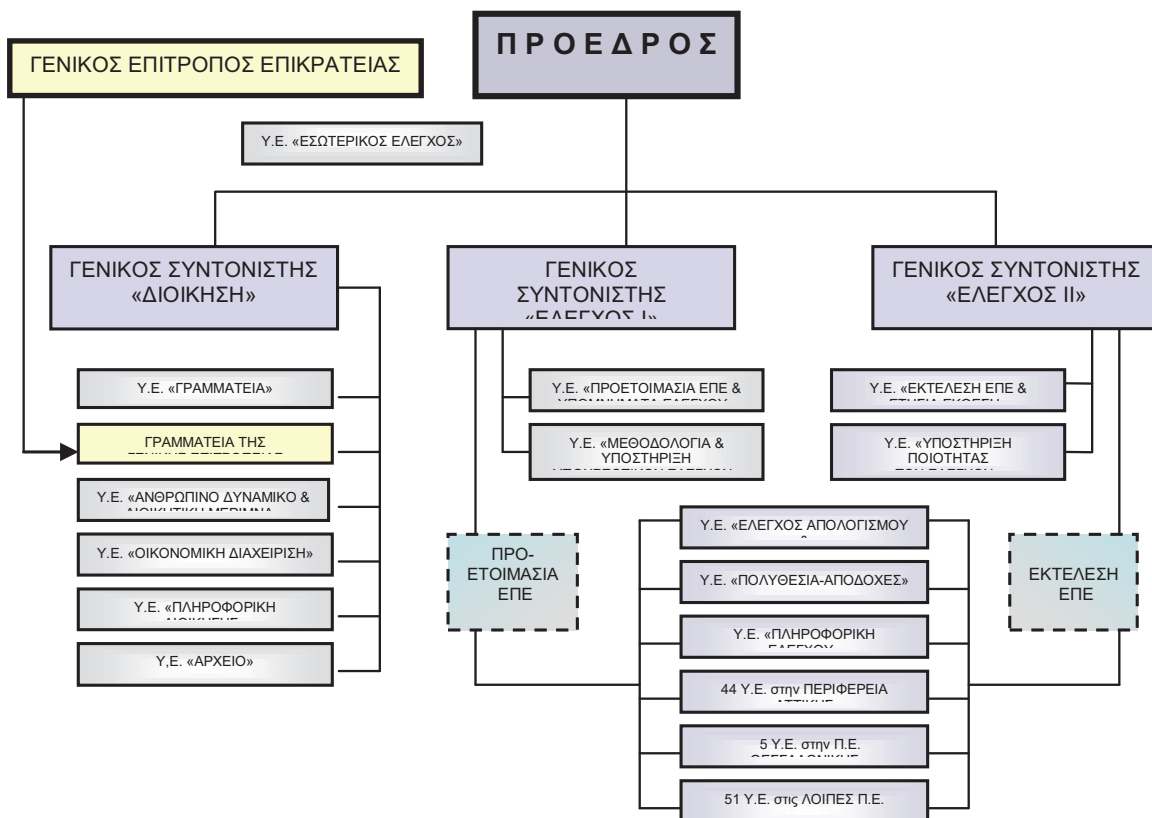 ΠΡΟΕΔΡΟΣ
ΓΕΝΙΚΟΣ ΕΠΙΤΡΟΠΟΣ ΕΠΙΚΡΑΤΕΙΑΣ
Υ.Ε. «ΕΣΩΤΕΡΙΚΟΣ ΕΛΕΓΧΟΣ»
ΓΕΝΙΚΟΣ ΣΥΝΤΟΝΙΣΤΗΣ
«ΔΙΟΙΚΗΣΗ»
ΓΕΝΙΚΟΣ
ΣΥΝΤΟΝΙΣΤΗΣ
«ΕΛΕΓΧΟΣ Ι»
ΓΕΝΙΚΟΣ ΣΥΝΤΟΝΙΣΤΗΣ
«ΕΛΕΓΧΟΣ ΙΙ»
Υ.Ε. «ΓΡΑΜΜΑΤΕΙΑ»
ΓΡΑΜΜΑΤΕΙΑ ΤΗΣ
Υ.Ε. «ΑΝΘΡΩΠΙΝΟ ΔΥΝΑΜΙΚΟ &
Υ.Ε. «ΟΙΚΟΝΟΜΙΚΗ ΔΙΑΧΕΙΡΙΣΗ»
Υ.Ε. «ΠΛΗΡΟΦΟΡΙΚΗ
Υ,Ε. «ΑΡΧΕΙΟ»
Υ.Ε. «ΠΡΟΕΤΟΙΜΑΣΙΑ ΕΠΕ &
Υ.Ε. «ΜΕΘΟΔΟΛΟΓΙΑ &
ΥΠΟΣΤΗΡΙΞΗ
Υ.Ε. «ΕΚΤΕΛΕΣΗ ΕΠΕ &
Υ.Ε. «ΥΠΟΣΤΗΡΙΞΗ
ΠΟΙΟΤΗΤΑΣ
ΠΡΟ-
ΕΤΟΙΜΑΣΙΑ
ΕΠΕ
Υ.Ε. «ΕΛΕΓΧΟΣ ΑΠΟΛΟΓΙΣΜΟΥ
Υ.Ε. «ΠΟΛΥΘΕΣΙΑ-ΑΠΟΔΟΧΕΣ»
Υ.Ε. «ΠΛΗΡΟΦΟΡΙΚΗ
44 Υ.Ε. στην ΠΕΡΙΦΕΡΕΙΑ
5 Υ.Ε. στην Π.Ε.
51 Υ.Ε. στις ΛΟΙΠΕΣ Π.Ε.
ΕΚΤΕΛΕΣΗ
ΕΠΕ